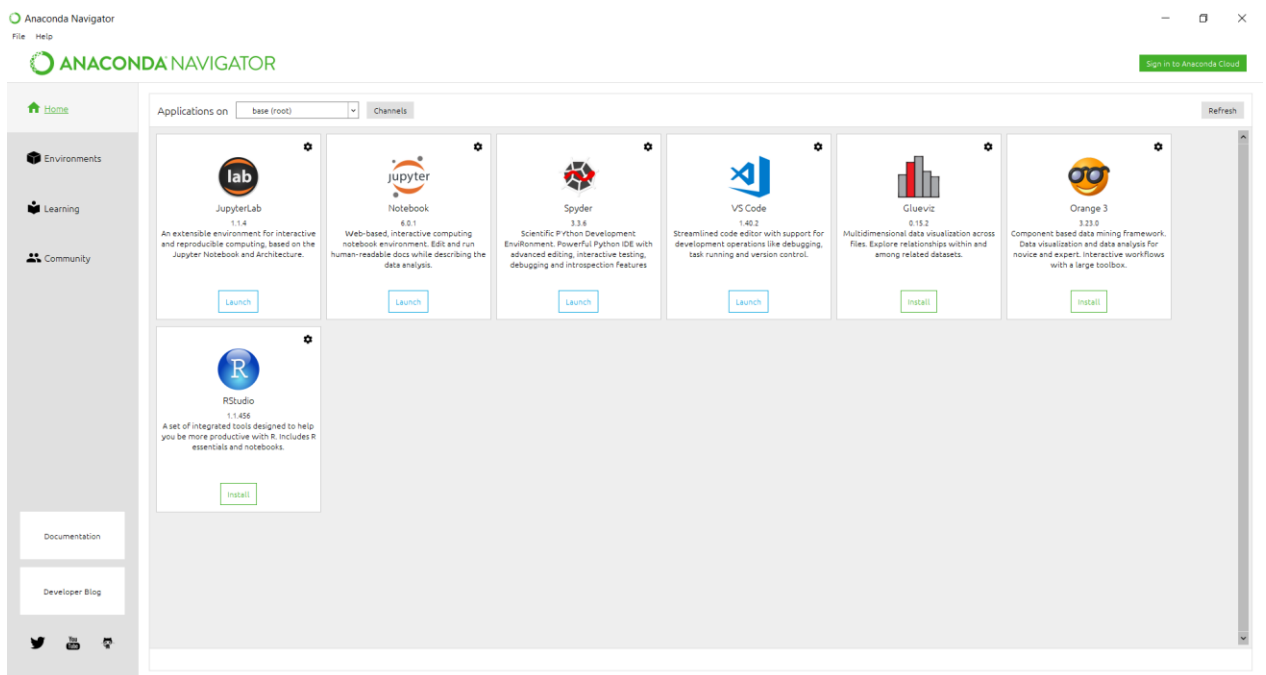 Anaconda Navigator
File Help
ANACONDA NAVIGATOR
Sign in to Anaconda Cloud
Home
Environments
Learning
Community
Documentation
Developer Blog
You
Tube
Applications on base (root) Channels Refresh
lab
JupyterLab
1.1.4
An extensible environment for interactive
and reproducible computing, based on the
Jupyter Notebook and Architecture.
Launch
jupyter
Notebook
6.0.1
Web-based, interactive computing
notebook environment. Edit and run
human-readable docs while describing the
data analysis.
Launch
Spyder
3.3.6
Scientific PYthon Development
EnviRonment. Powerful Python IDE with
advanced editing, interactive testing,
debugging and introspection features
Launch
VS Code
1.40.2
Streamlined code editor with support for
development operations like debugging,
task running and version control.
Launch
Glueviz
0.15.2
Multidimensional data visualization across
files. Explore relationships within and
among related datasets.
Install
Orange 3
3.23.0
Component based data mining framework.
Data visualization and data analysis for
novice and expert. Interactive workflows
with a large toolbox.
Install
R
RStudio
1.1.456
A set of integrated tools designed to help
you be more productive with R. Includes R
essentials and notebooks.
Install